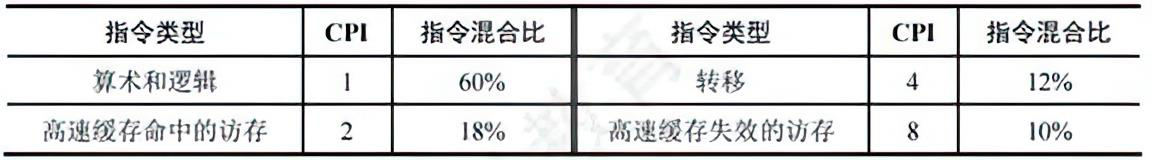 指令类型 CPI 指令混合比 指令类型 CPI 指令混合比
算术和逻辑 1 60% 转移 4 12%
高速缓存命中的访存 2 18% 高速缓存失效的访存 8 10%